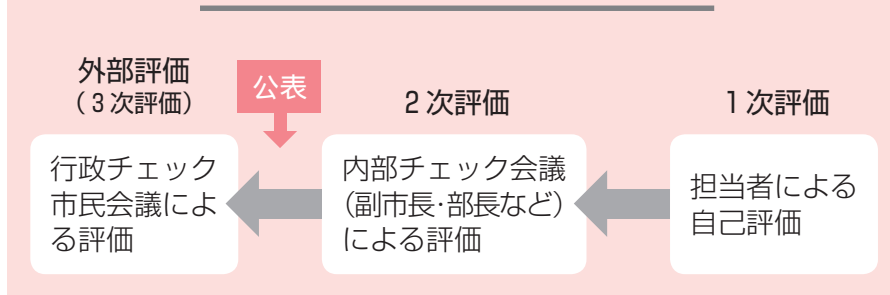 外部評価
(3次評価)
公表
2次評価
1次評価
行政チェック
市民会議によ
る評価
内部チェック会議
(副市長・部長など)
による評価
担当者による
自己評価